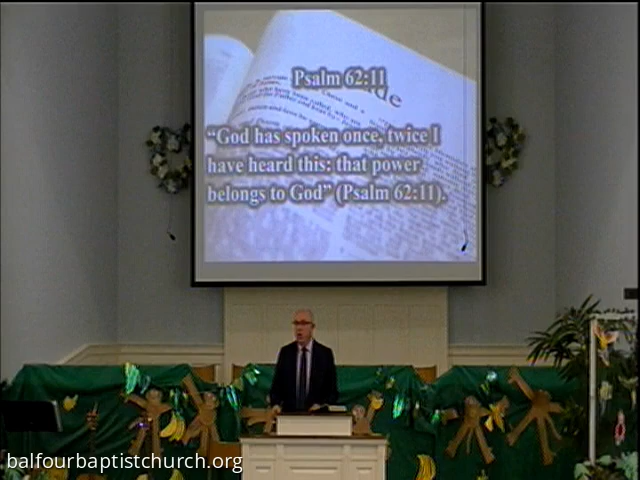 Psalm 62:11
“God has spoken once, twice I
have heard this: that power
belongs to God” (Psalm 62:11).
balfourbaptistchurch.org